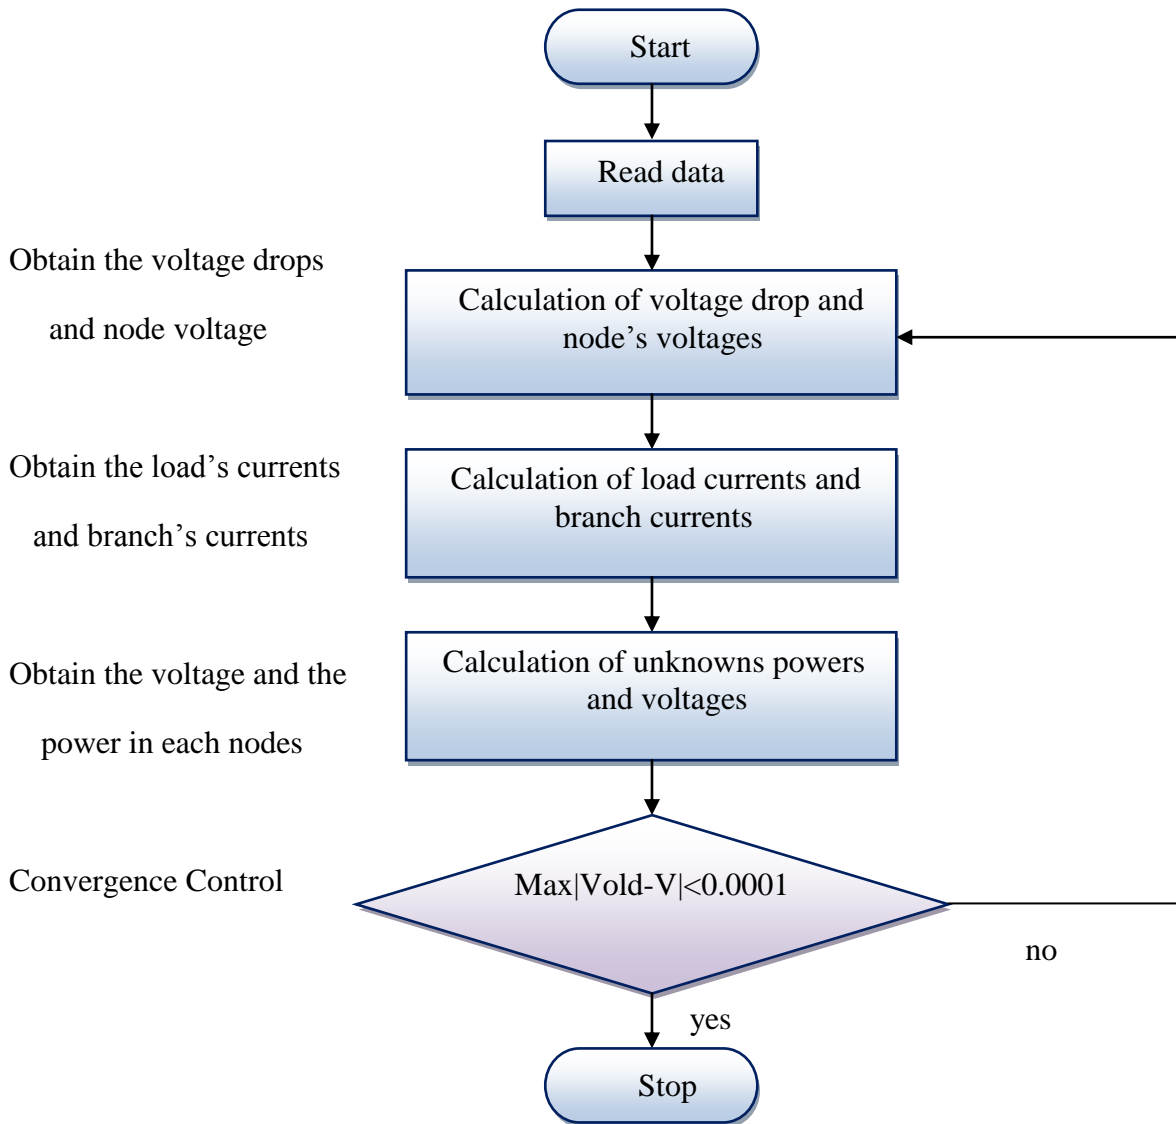 Start
Read data
Obtain the voltage drops
and node voltage
Calculation of voltage drop and
node’s voltages
Obtain the load’s currents
and branch’s currents
Calculation of load currents and
branch currents
Obtain the voltage and the
power in each nodes
Calculation of unknowns powers
and voltages
Convergence Control
Max|Vold-V|<0.0001
no
yes
Stop